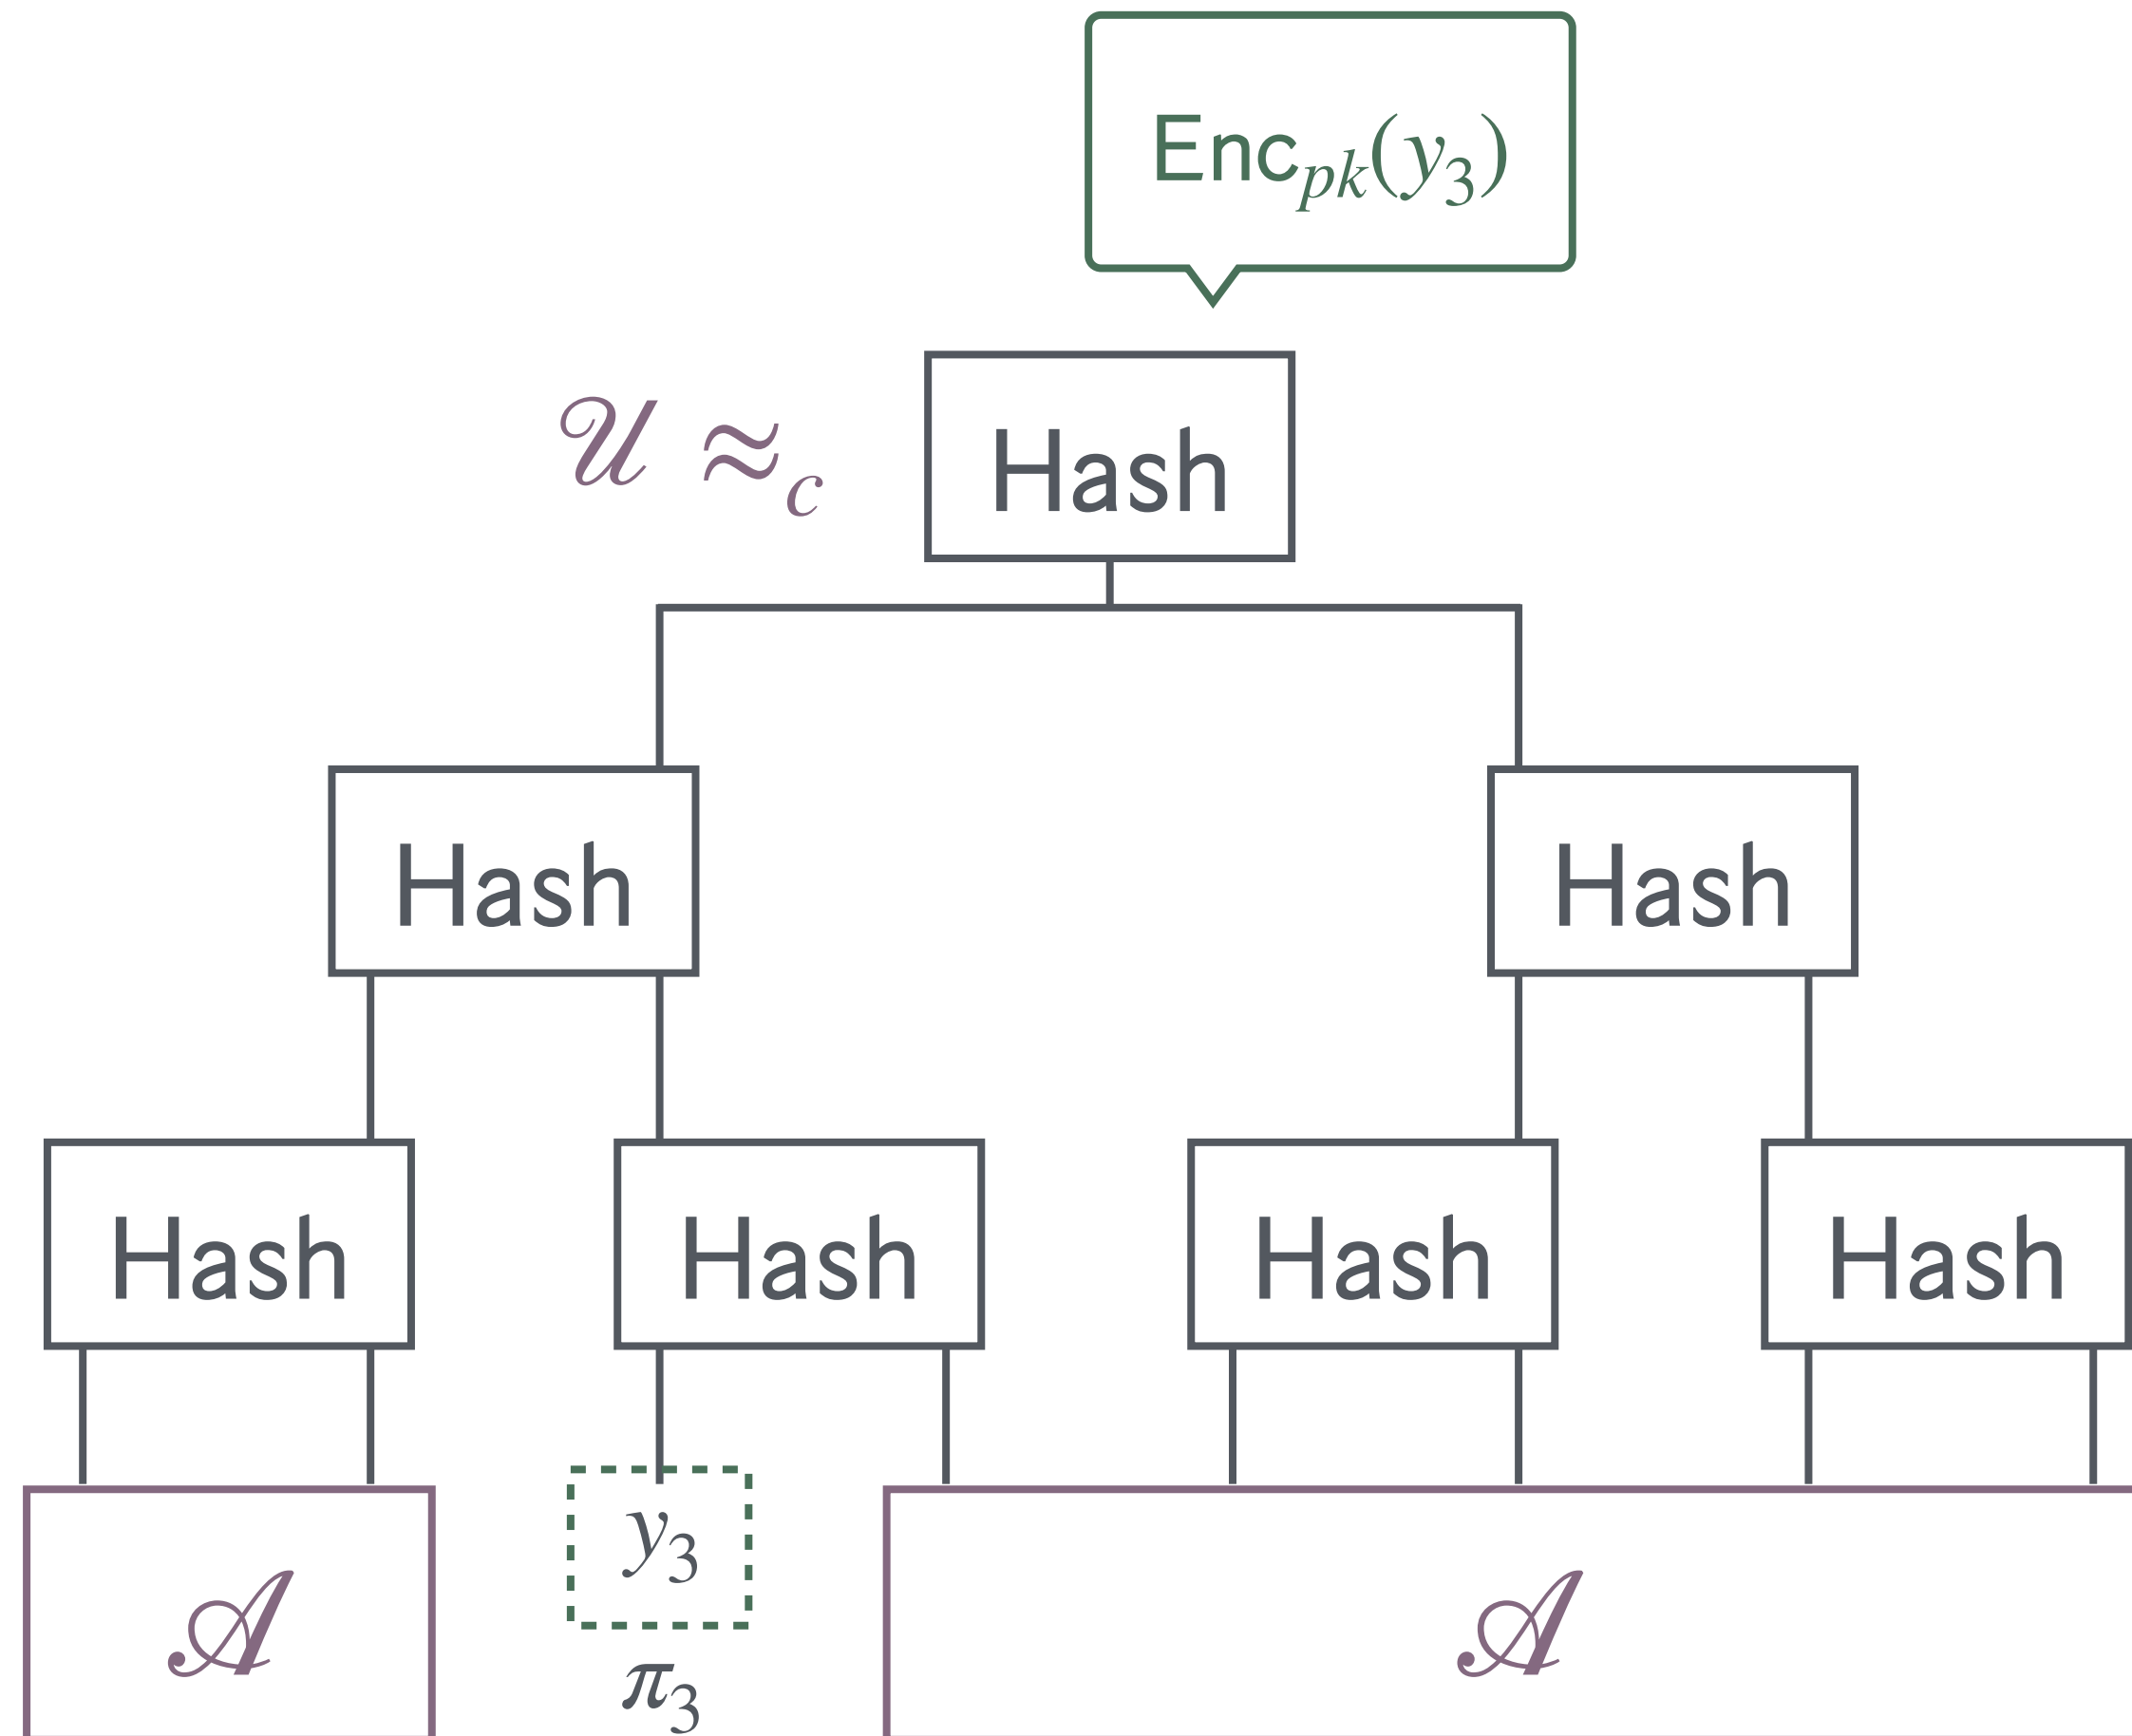 Enc_pk(y_3)
𝒰 ≈_c Hash
Hash Hash
Hash Hash Hash Hash
𝒜 y_3 𝒜
π_3